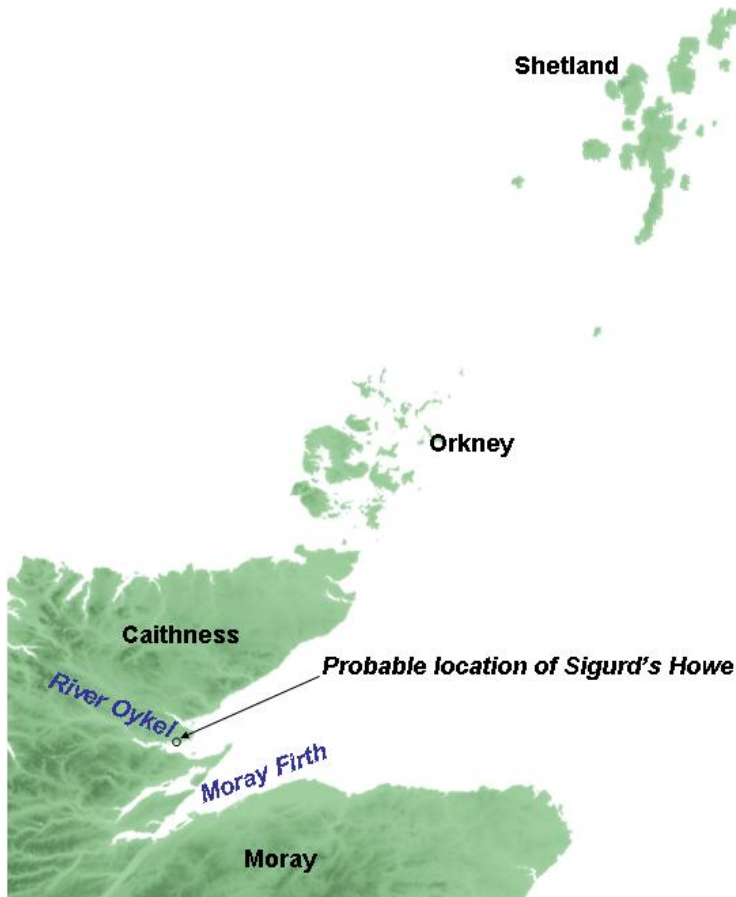 Shetland
Orkney
Caithness
Probable location of Sigurd's Howe
River Oykel
Moray Firth
Moray